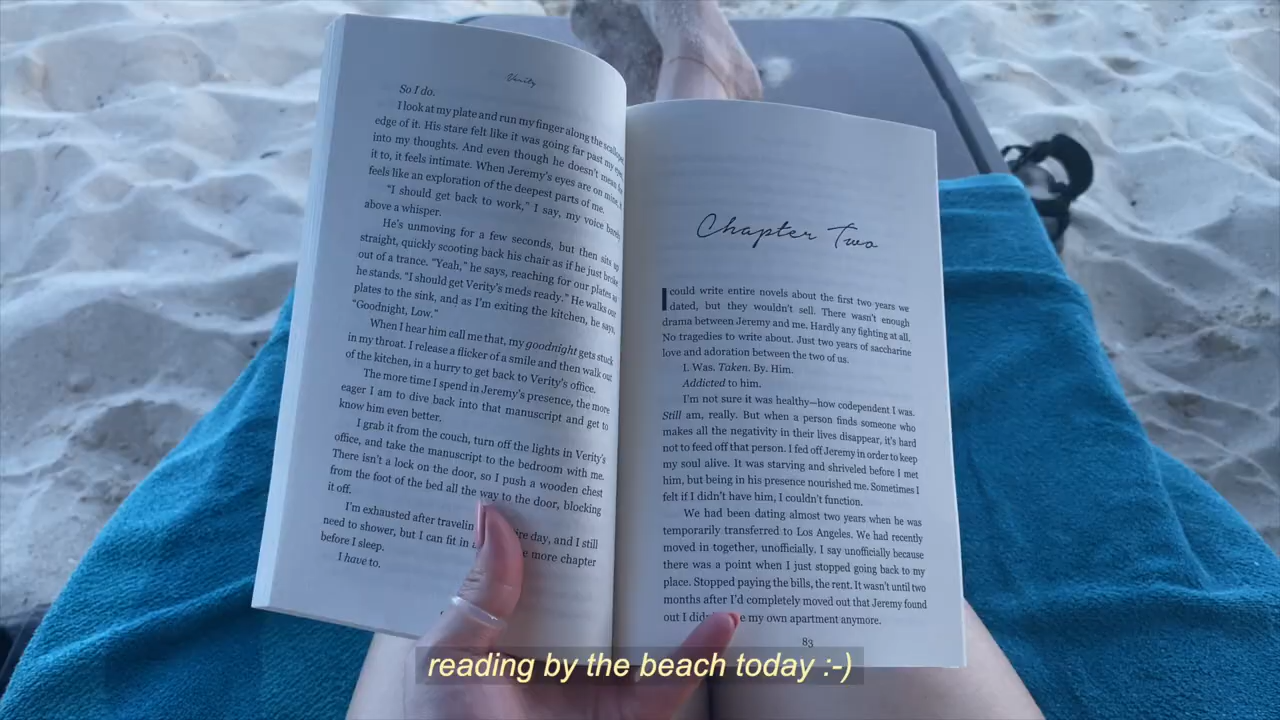 Verity
So I do.
I look at my plate and run my finger along the scalloped
edge of it. His stare felt like it was going far past my eyes,
into my thoughts. And even though he doesn't mean for
it to, it feels intimate. When Jeremy's eyes are on mine, it
feels like an exploration of the deepest parts of me.
"I should get back to work," I say, my voice barely
above a whisper.
He's unmoving for a few seconds, but then sits up
straight, quickly scooting back his chair as if he just broke
out of a trance. "Yeah," he says, reaching for our plates as
he stands. "I should get Verity's meds ready." He walks our
plates to the sink, and as I'm exiting the kitchen, he says,
"Goodnight, Low."
When I hear him call me that, my goodnight gets stuck
in my throat. I release a flicker of a smile and then walk out
of the kitchen, in a hurry to get back to Verity's office.
The more time I spend in Jeremy's presence, the more
eager I am to dive back into that manuscript and get to
know him even better.
I grab it from the couch, turn off the lights in Verity's
office, and take the manuscript to the bedroom with me.
There isn't a lock on the door, so I push a wooden chest
from the foot of the bed all the way to the door, blocking
it off.
I'm exhausted after day, and I still
need to shower, but I can fit in more chapter
before I sleep.
I have to.
Chapter Two
I could write entire novels about the first two years we
dated, but they wouldn't sell. There wasn't enough
drama between Jeremy and me. Hardly any fighting at all.
No tragedies to write about. Just two years of saccharine
love and adoration between the two of us.
I. Was. Taken. By. Him.
Addicted to him.
I'm not sure it was healthy—how codependent I was.
Still am, really. But when a person finds someone who
makes all the negativity in their lives disappear, it's hard
not to feed off that person. I fed off Jeremy in order to keep
my soul alive. It was starving and shriveled before I met
him, but being in his presence nourished me. Sometimes I
felt if I didn't have him, I couldn't function.
We had been dating almost two years when he was
temporarily transferred to Los Angeles. We had recently
moved in together, unofficially. I say unofficially because
there was a point when I just stopped going back to my
place. Stopped paying the bills, the rent. It wasn't until two
months after I'd completely moved out that Jeremy found
out I my own apartment anymore.
83
reading by the beach today :-)